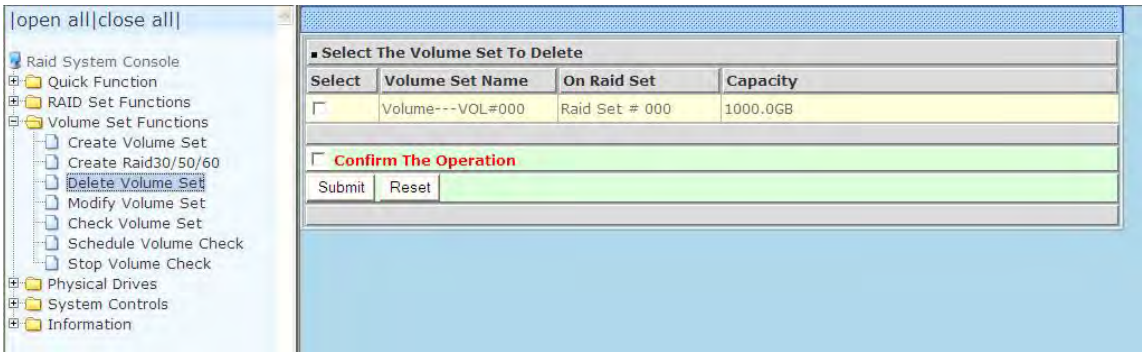 |open all|close all|
Raid System Console
Quick Function
RAID Set Functions
Volume Set Functions
Create Volume Set
Create Raid30/50/60
Delete Volume Set
Modify Volume Set
Check Volume Set
Schedule Volume Check
Stop Volume Check
Physical Drives
System Controls
Information
Select The Volume Set To Delete
Select Volume Set Name On Raid Set Capacity
Volume---VOL#000 Raid Set # 000 1000.0GB
Confirm The Operation
Submit Reset